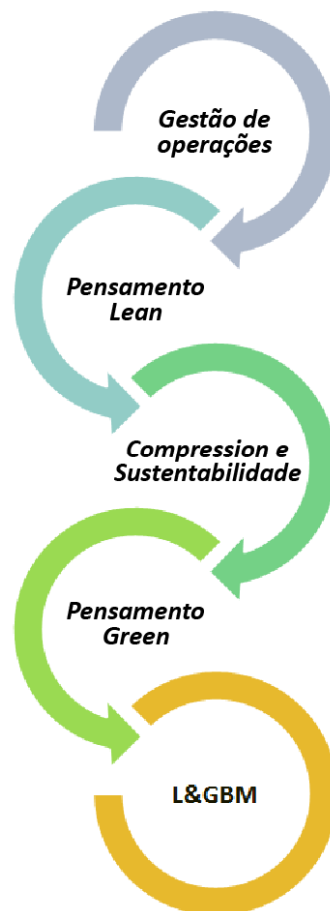 Gestão de
operações
Pensamento
Lean
Compression e
Sustentabilidade
Pensamento
Green
L&GBM